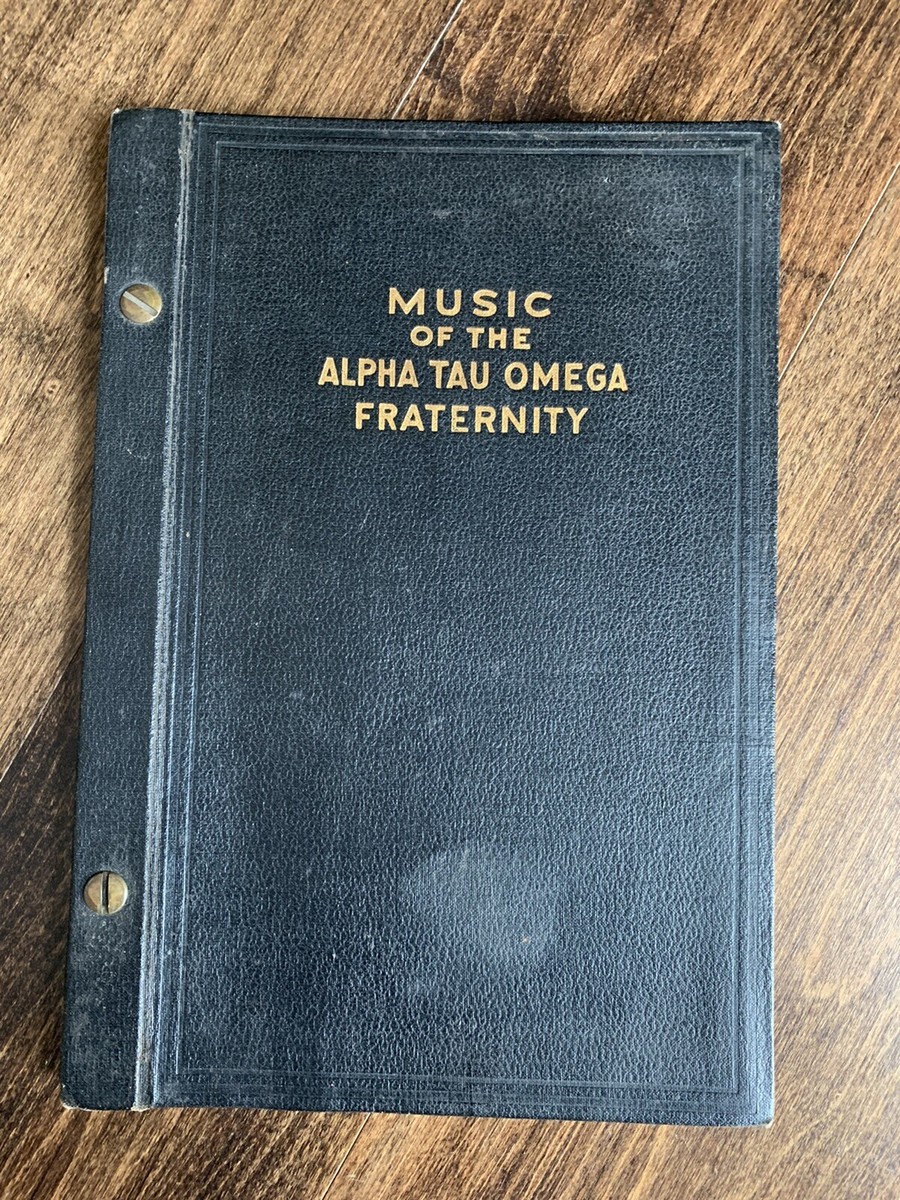 MUSIC
OF THE
ALPHA TAU OMEGA
FRATERNITY